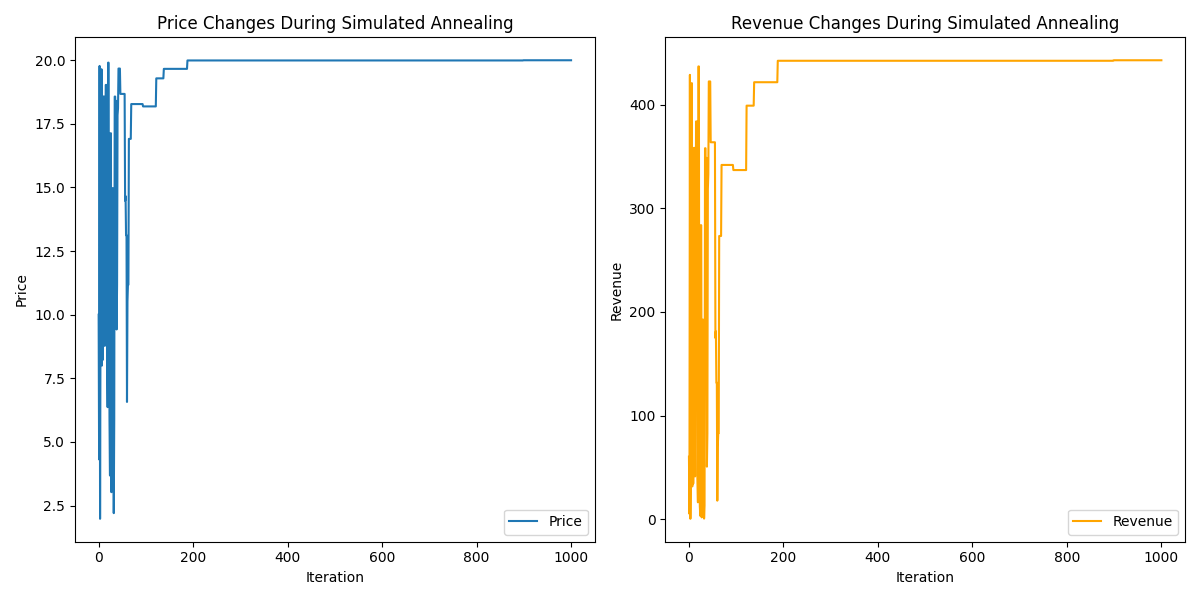 Price Changes During Simulated Annealing
Price
20.0
17.5
15.0
12.5
10.0
7.5
5.0
2.5
0 200 400 600 800 1000
Iteration
Price
Revenue Changes During Simulated Annealing
Revenue
400
300
200
100
0
0 200 400 600 800 1000
Iteration
Revenue